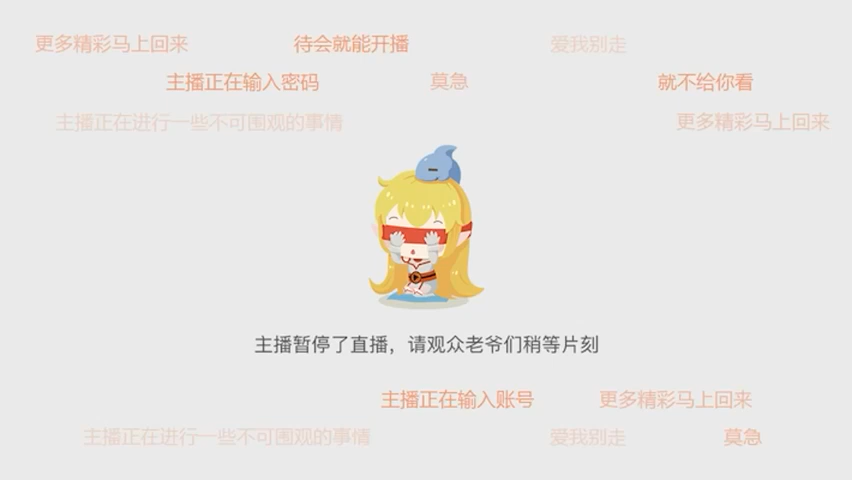 更多精彩马上回来 待会就能开播 爱我别走
主播正在输入密码 莫急 就不给你看
主播正在进行一些不可围观的事情 更多精彩马上回来
主播暂停了直播，请观众老爷们稍等片刻
主播正在输入账号 更多精彩马上回来
主播正在进行一些不可围观的事情 爱我别走 莫急